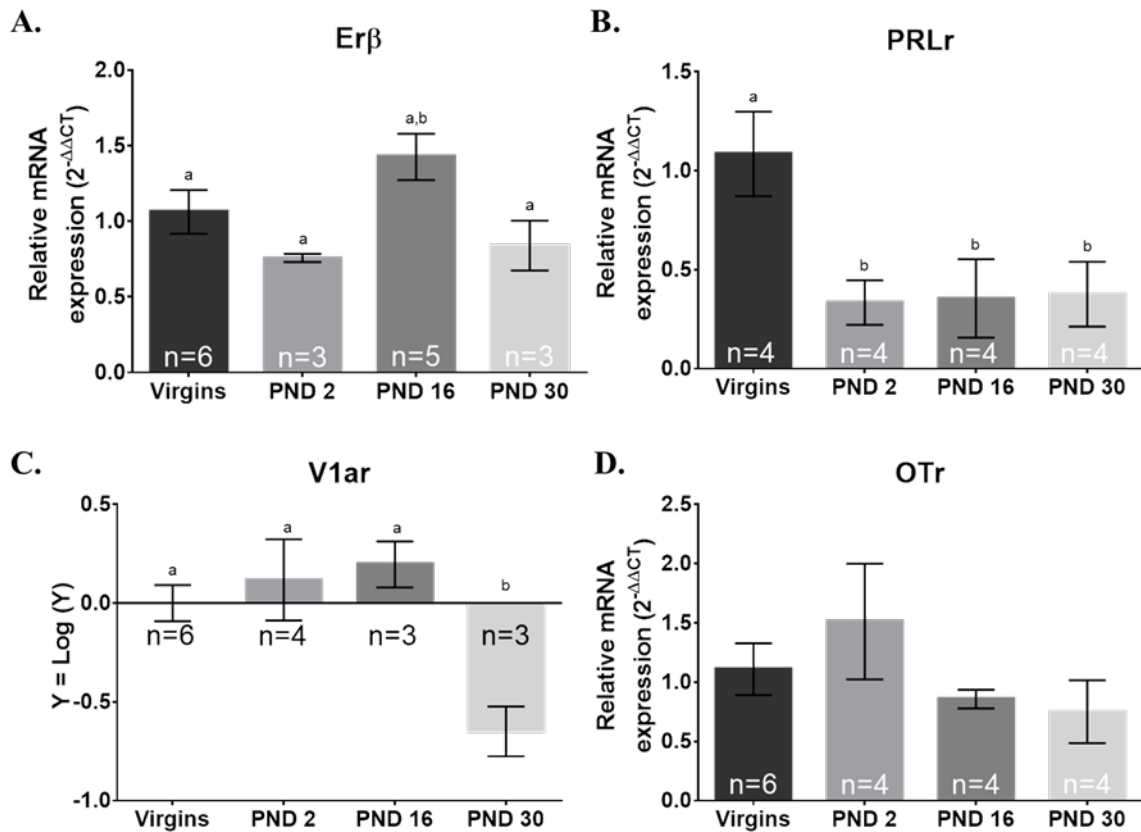 A.
Erβ
Relative mRNA
expression (2^-ΔΔCT)
2.0
1.5
1.0
0.5
0.0
a
a
a,b
a
n=6
n=3
n=5
n=3
Virgins
PND 2
PND 16
PND 30
B.
PRLr
Relative mRNA
expression (2^-ΔΔCT)
1.5
1.0
0.5
0.0
a
b
b
b
n=4
n=4
n=4
n=4
Virgins
PND 2
PND 16
PND 30
C.
V1ar
Y = Log (Y)
0.5
0.0
-0.5
-1.0
a
a
a
b
n=6
n=4
n=3
n=3
Virgins
PND 2
PND 16
PND 30
D.
OTr
Relative mRNA
expression (2^-ΔΔCT)
2.5
2.0
1.5
1.0
0.5
0.0
n=6
n=4
n=4
n=4
Virgins
PND 2
PND 16
PND 30